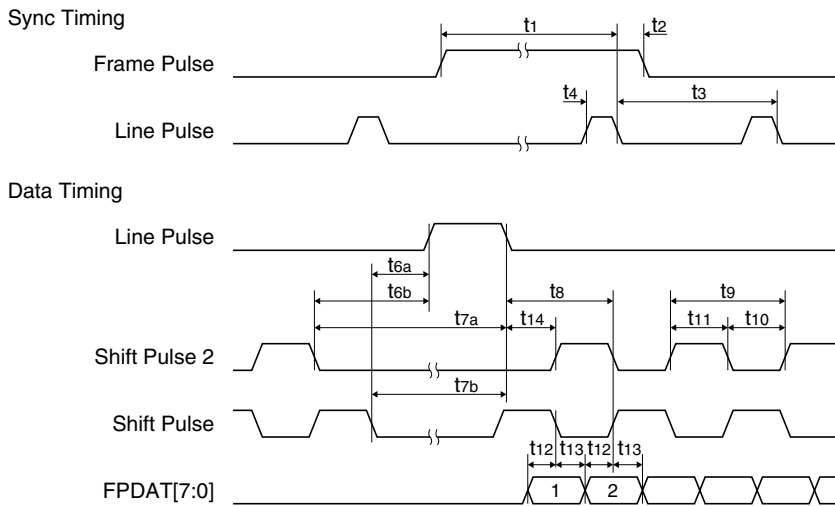 Sync Timing
t1 t2
Frame Pulse
t4 t3
Line Pulse
Data Timing
Line Pulse
t6a
t6b t8 t9
t7a t14 t11 t10
Shift Pulse 2
t7b
Shift Pulse
t12 t13 t12 t13
FPDAT[7:0] 1 2